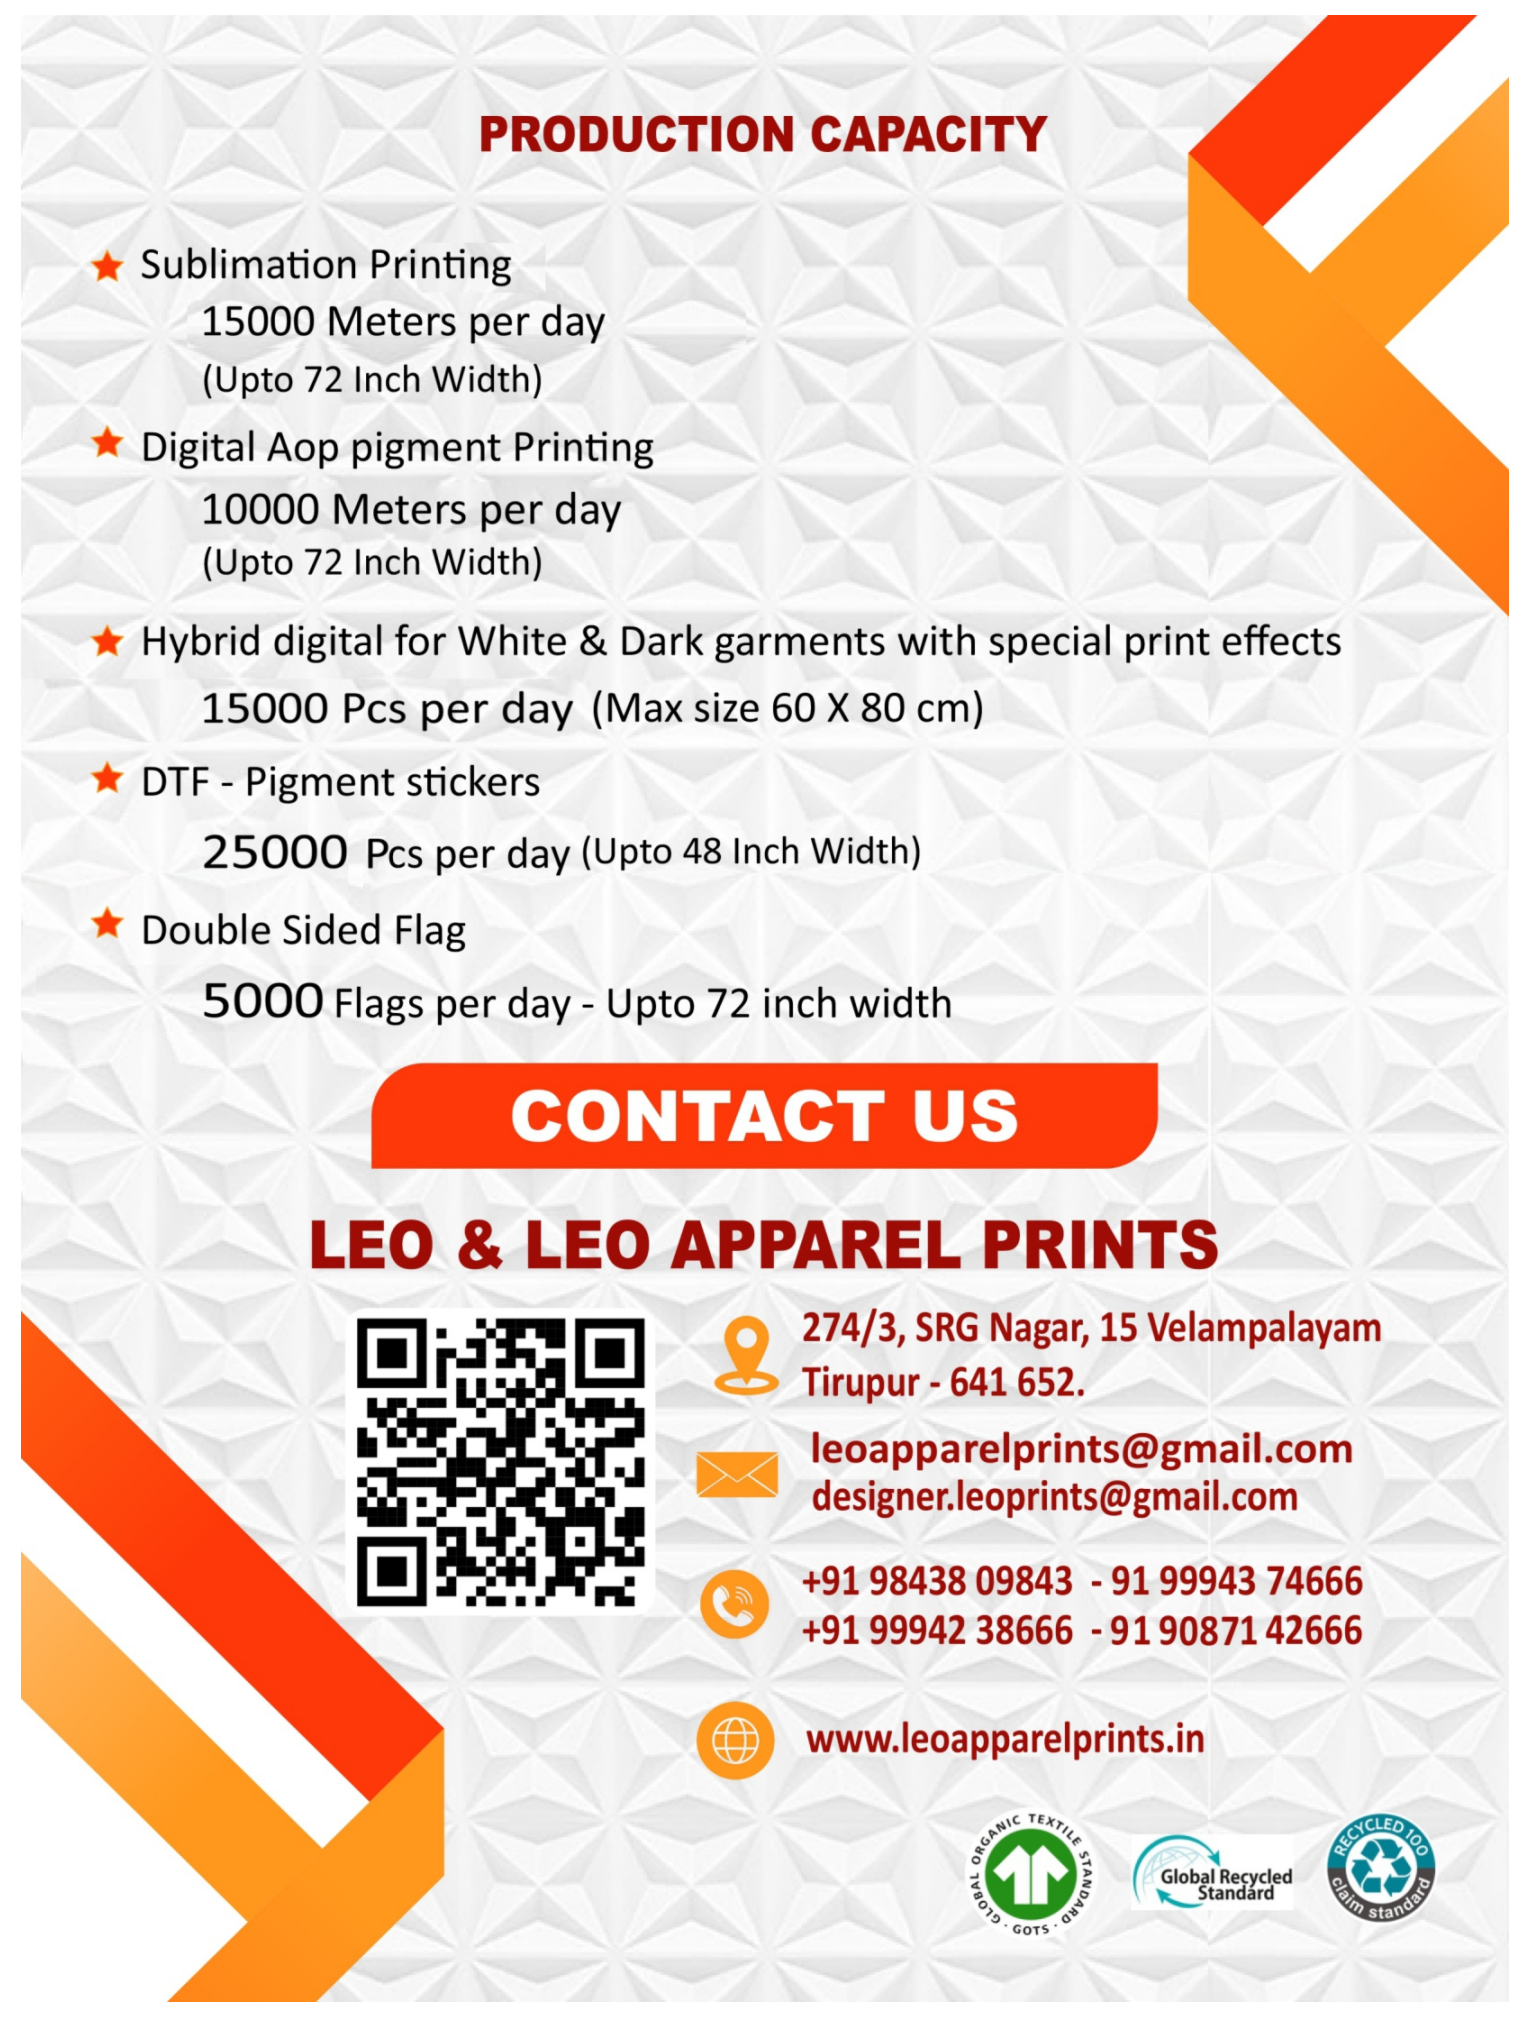 PRODUCTION CAPACITY
Sublimation Printing
15000 Meters per day
(Upto 72 Inch Width)
Digital Aop pigment Printing
10000 Meters per day
(Upto 72 Inch Width)
Hybrid digital for White & Dark garments with special print effects
15000 Pcs per day (Max size 60 X 80 cm)
DTF - Pigment stickers
25000 Pcs per day (Upto 48 Inch Width)
Double Sided Flag
5000 Flags per day - Upto 72 inch width
CONTACT US
LEO & LEO APPAREL PRINTS
274/3, SRG Nagar, 15 Velampalayam
Tirupur - 641 652.
leoapparelprints@gmail.com
designer.leoprints@gmail.com
+91 98438 09843 - 91 99943 74666
+91 99942 38666 - 91 90871 42666
www.leoapparelprints.in
GLOBAL ORGANIC TEXTILE STANDARD · GOTS ·
Global Recycled
Standard
RECYCLED 100
claim standard